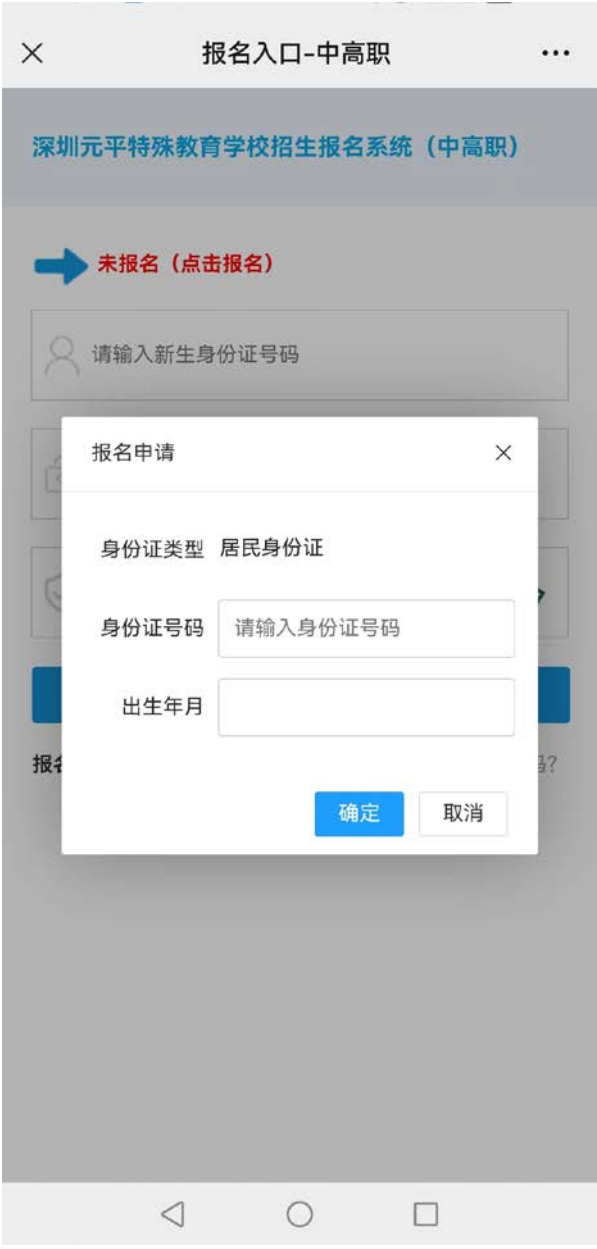 报名入口-中高职
深圳元平特殊教育学校招生报名系统（中高职）
未报名（点击报名）
请输入新生身份证号码
报名申请
身份证类型 居民身份证
身份证号码 请输入身份证号码
出生年月
确定 取消
报名
?